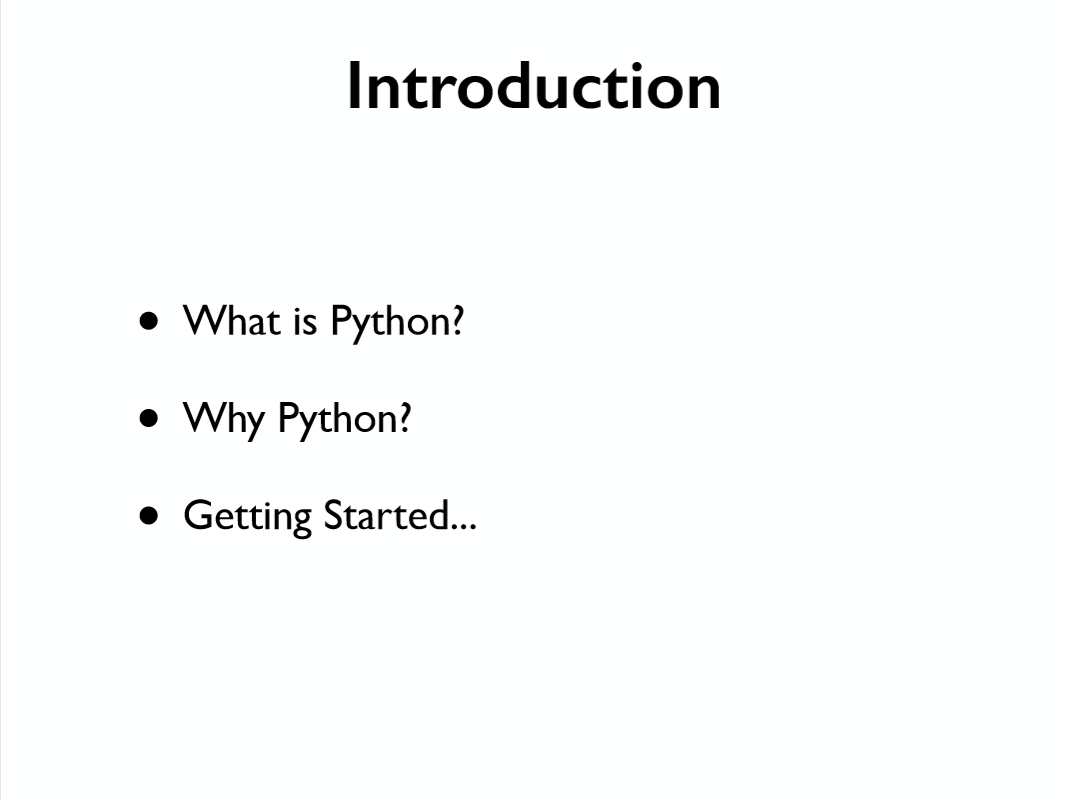 Introduction
• What is Python?
• Why Python?
• Getting Started...